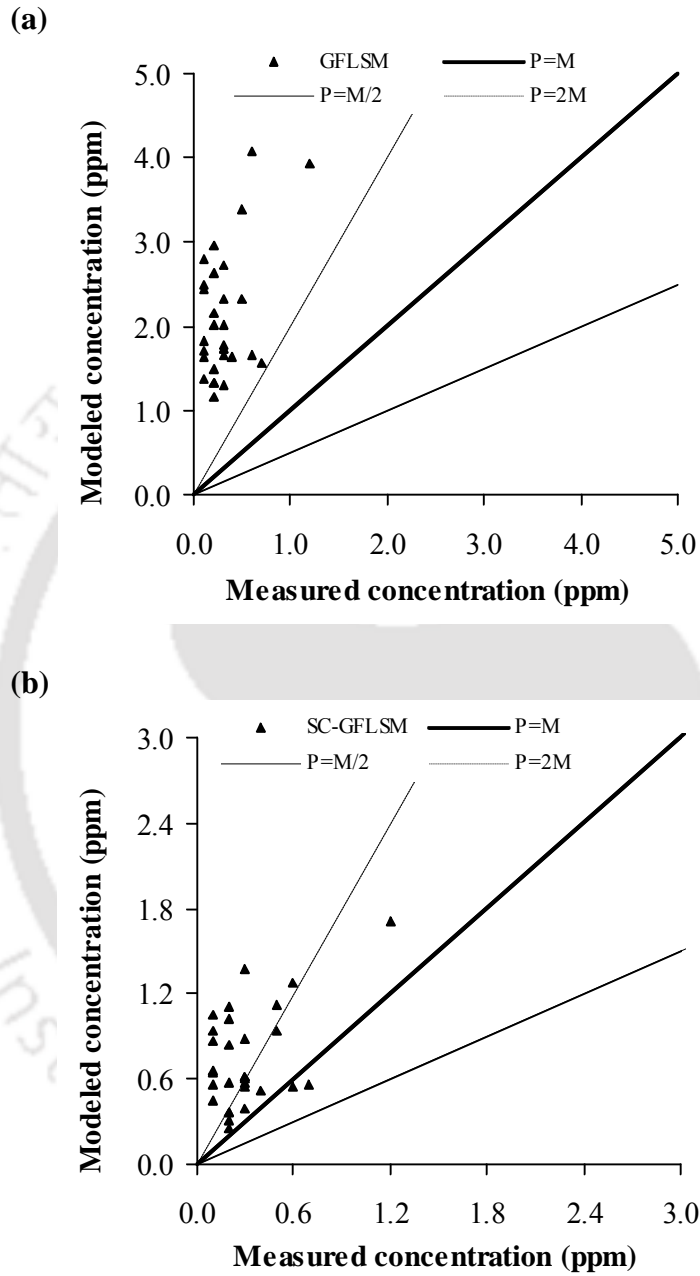 (a)
GFLSM P=M
P=M/2 P=2M
5.0
4.0
3.0
2.0
1.0
0.0
0.0 1.0 2.0 3.0 4.0 5.0
Modeled concentration (ppm)
Measured concentration (ppm)
(b)
SC-GFLSM P=M
P=M/2 P=2M
3.0
2.4
1.8
1.2
0.6
0.0
0.0 0.6 1.2 1.8 2.4 3.0
Modeled concentration (ppm)
Measured concentration (ppm)